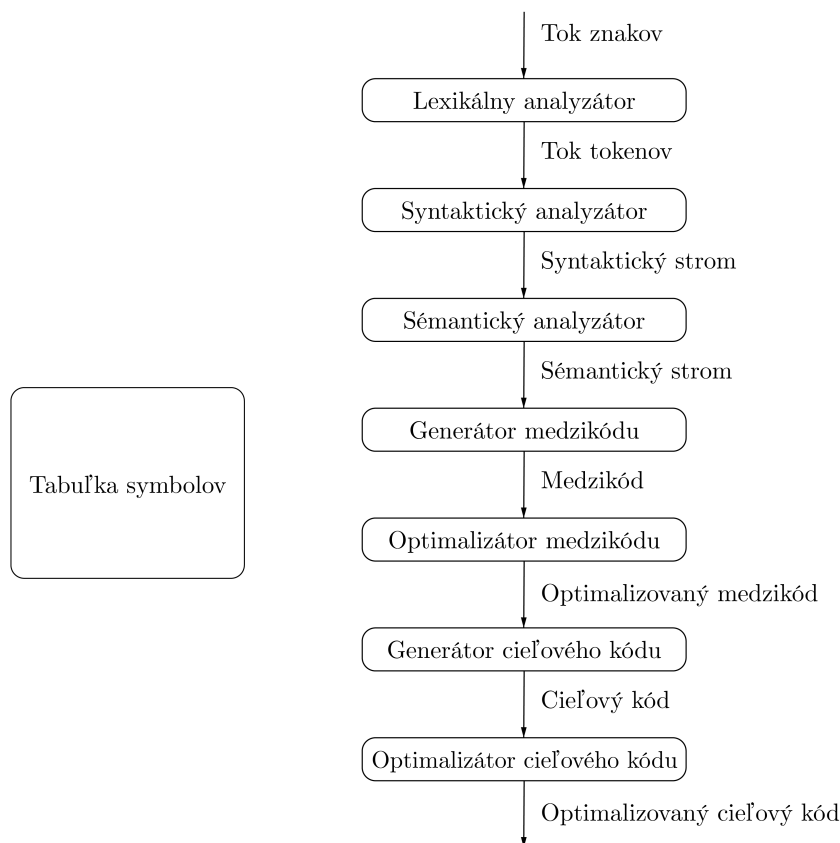 Tok znakov
Lexikálny analyzátor
Tok tokenov
Syntaktický analyzátor
Syntaktický strom
Sémantický analyzátor
Sémantický strom
Generátor medzikódu
Medzikód
Tabuľka symbolov
Optimalizátor medzikódu
Optimalizovaný medzikód
Generátor cieľového kódu
Cieľový kód
Optimalizátor cieľového kódu
Optimalizovaný cieľový kód